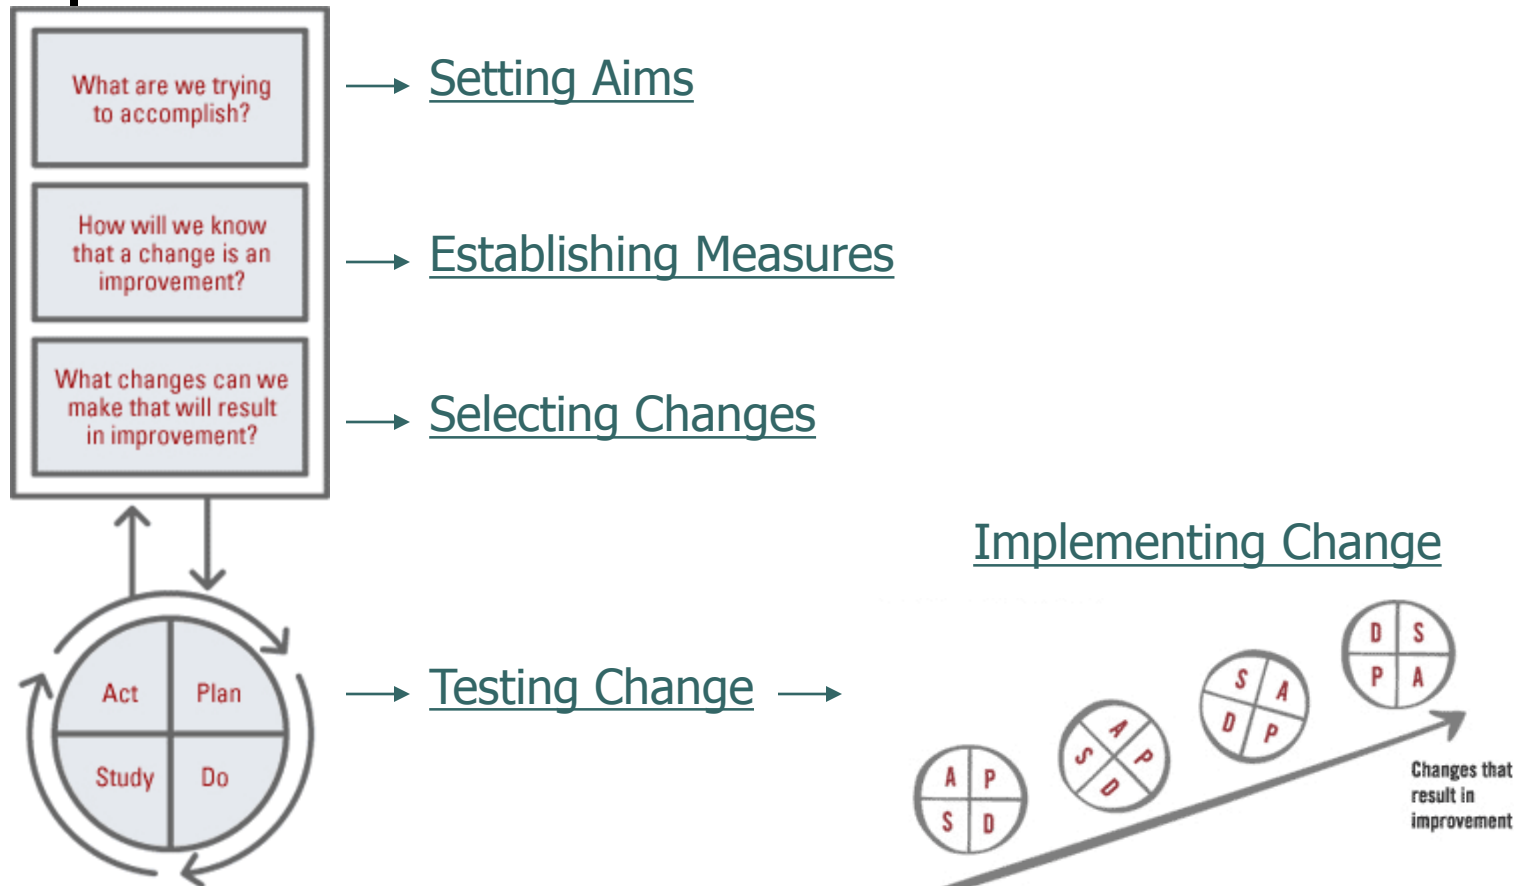 What are we trying
to accomplish?
Setting Aims
How will we know
that a change is an
improvement?
Establishing Measures
What changes can we
make that will result
in improvement?
Selecting Changes
Act
Plan
Study
Do
Testing Change
Implementing Change
A P
S D
A
S P
D
S A
D P
D S
P A
Changes that
result in
improvement